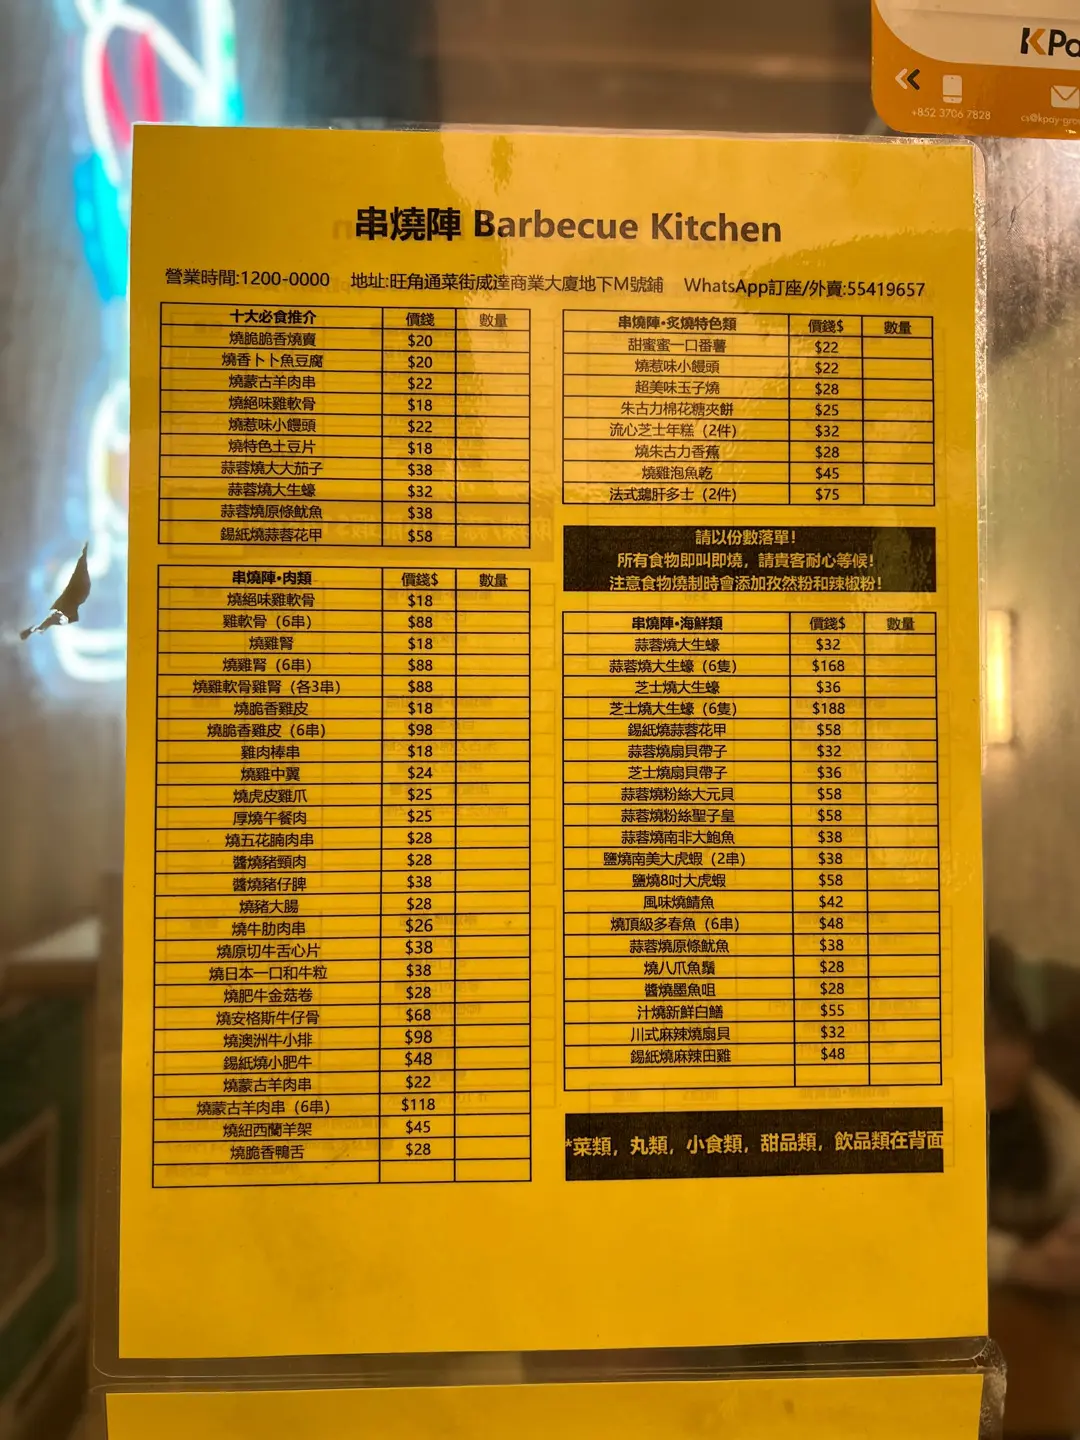 KPa
+852 3706 7828
cs@kpay-gro
串燒陣 Barbecue Kitchen
營業時間:1200-0000 地址:旺角通菜街威達商業大廈地下M號鋪 WhatsApp訂座/外賣:55419657
十大必食推介 價錢 數量
燒脆脆香燒賣 $20
燒香卜卜魚豆腐 $20
燒蒙古羊肉串 $22
燒絕味雞軟骨 $18
燒惹味小饅頭 $22
燒特色土豆片 $18
蒜蓉燒大大茄子 $38
蒜蓉燒大生蠔 $32
蒜蓉燒原條魷魚 $38
錫紙燒蒜蓉花甲 $58
串燒陣•肉類 價錢$ 數量
燒絕味雞軟骨 $18
雞軟骨（6串） $88
燒雞腎 $18
燒雞腎（6串） $88
燒雞軟骨雞腎（各3串） $88
燒脆香雞皮 $18
燒脆香雞皮（6串） $98
雞肉棒串 $18
燒雞中翼 $24
燒虎皮雞爪 $25
厚燒午餐肉 $25
燒五花腩肉串 $28
醬燒豬頸肉 $28
醬燒豬仔脾 $38
燒豬大腸 $28
燒牛肋肉串 $26
燒原切牛舌心片 $38
燒日本一口和牛粒 $38
燒肥牛金菇卷 $28
燒安格斯牛仔骨 $68
燒澳洲牛小排 $98
錫紙燒小肥牛 $48
燒蒙古羊肉串 $22
燒蒙古羊肉串（6串） $118
燒紐西蘭羊架 $45
燒脆香鴨舌 $28
串燒陣•炙燒特色類 價錢$ 數量
甜蜜蜜一口番薯 $22
燒惹味小饅頭 $22
超美味玉子燒 $28
朱古力棉花糖夾餅 $25
流心芝士年糕（2件） $32
燒朱古力香蕉 $28
燒雞泡魚乾 $45
法式鵝肝多士（2件） $75
請以份數落單！
所有食物即叫即燒，請貴客耐心等候！
注意食物燒制時會添加孜然粉和辣椒粉！
串燒陣•海鮮類 價錢$ 數量
蒜蓉燒大生蠔 $32
蒜蓉燒大生蠔（6隻） $168
芝士燒大生蠔 $36
芝士燒大生蠔（6隻） $188
錫紙燒蒜蓉花甲 $58
蒜蓉燒扇貝帶子 $32
芝士燒扇貝帶子 $36
蒜蓉燒粉絲大元貝 $58
蒜蓉燒粉絲聖子皇 $58
蒜蓉燒南非大鮑魚 $38
鹽燒南美大虎蝦（2串） $38
鹽燒8吋大虎蝦 $58
風味燒鯖魚 $42
燒頂級多春魚（6串） $48
蒜蓉燒原條魷魚 $38
燒八爪魚鬚 $28
醬燒墨魚咀 $28
汁燒新鮮白鱔 $55
川式麻辣燒扇貝 $32
錫紙燒麻辣田雞 $48
*菜類，丸類，小食類，甜品類，飲品類在背面